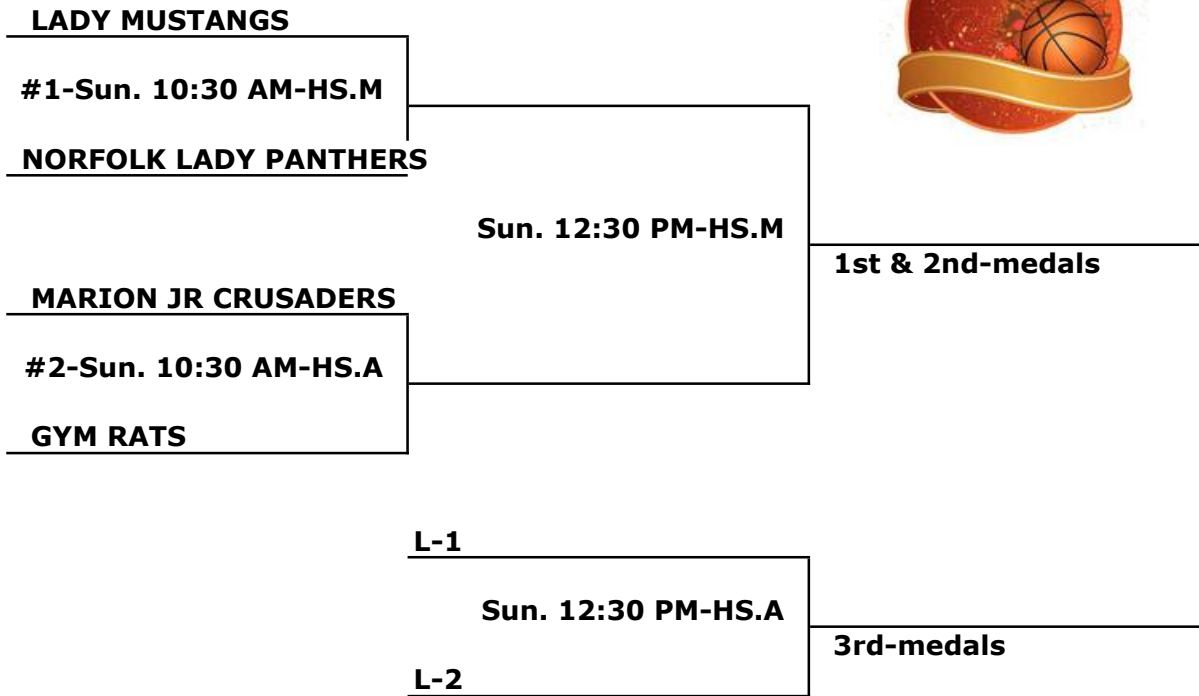 LADY MUSTANGS
#1-Sun. 10:30 AM-HS.M
NORFOLK LADY PANTHERS
Sun. 12:30 PM-HS.M
1st & 2nd-medals
MARION JR CRUSADERS
#2-Sun. 10:30 AM-HS.A
GYM RATS
L-1
Sun. 12:30 PM-HS.A
3rd-medals
L-2